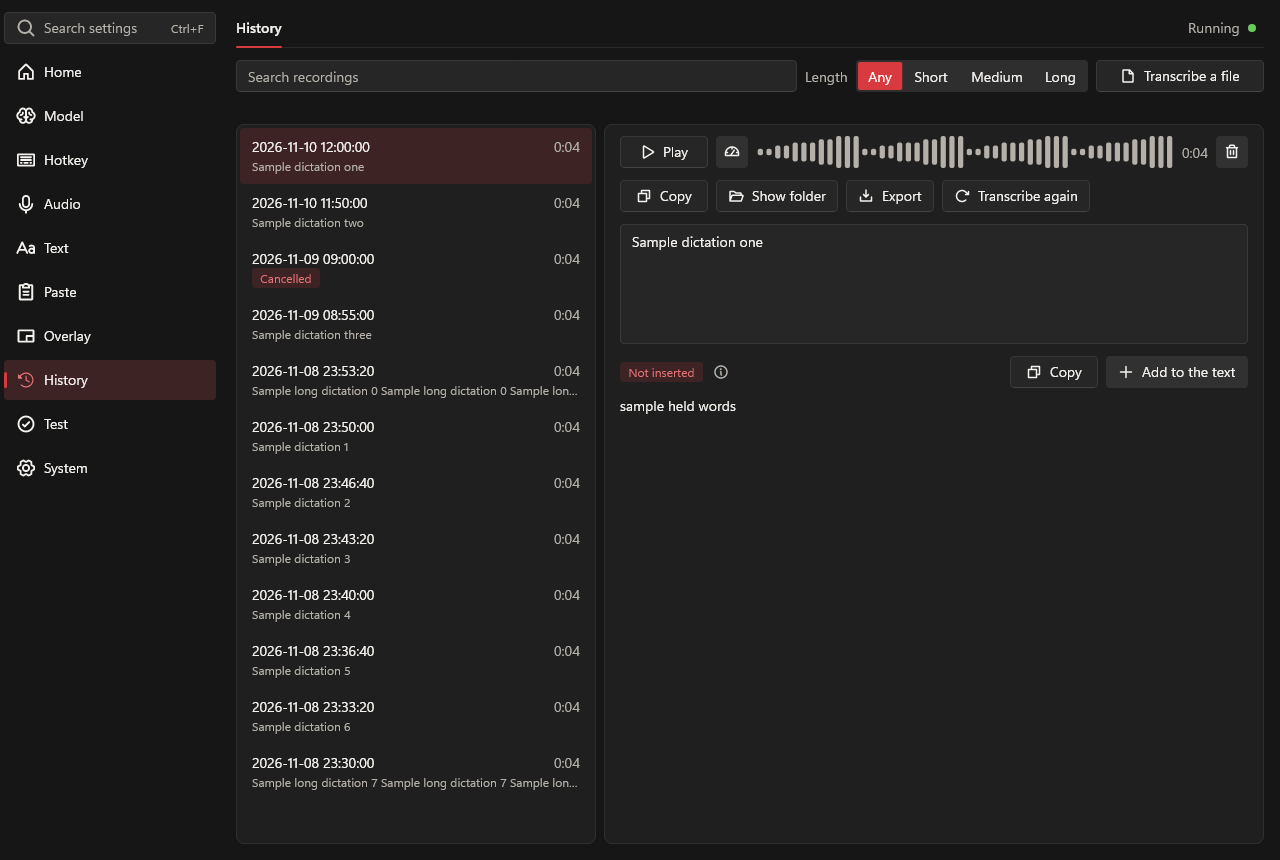 Search settings Ctrl+F
Home
Model
Hotkey
Audio
Text
Paste
Overlay
History
Test
System
History
Running
Search recordings
Length Any Short Medium Long
Transcribe a file
2026-11-10 12:00:00 0:04
Sample dictation one
2026-11-10 11:50:00 0:04
Sample dictation two
2026-11-09 09:00:00 0:04
Cancelled
2026-11-09 08:55:00 0:04
Sample dictation three
2026-11-08 23:53:20 0:04
Sample long dictation 0 Sample long dictation 0 Sample lon...
2026-11-08 23:50:00 0:04
Sample dictation 1
2026-11-08 23:46:40 0:04
Sample dictation 2
2026-11-08 23:43:20 0:04
Sample dictation 3
2026-11-08 23:40:00 0:04
Sample dictation 4
2026-11-08 23:36:40 0:04
Sample dictation 5
2026-11-08 23:33:20 0:04
Sample dictation 6
2026-11-08 23:30:00 0:04
Sample long dictation 7 Sample long dictation 7 Sample lon...
Play 0:04
Copy Show folder Export Transcribe again
Sample dictation one
Not inserted Copy Add to the text
sample held words